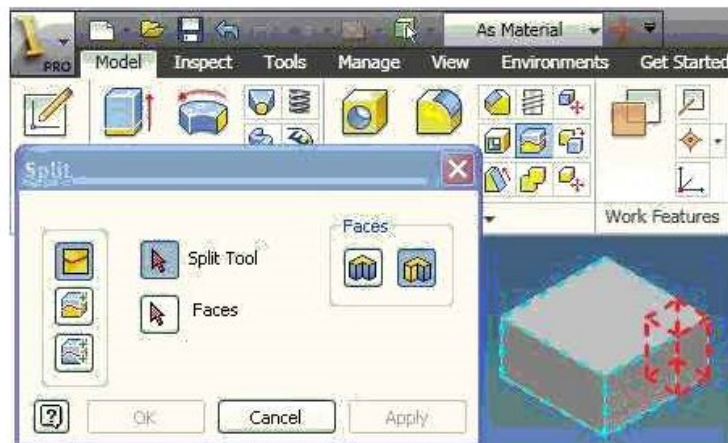 As Material
PRO Model Inspect Tools Manage View Environments Get Started
Split
Work Features
Faces
Split Tool
Faces
? OK Cancel Apply